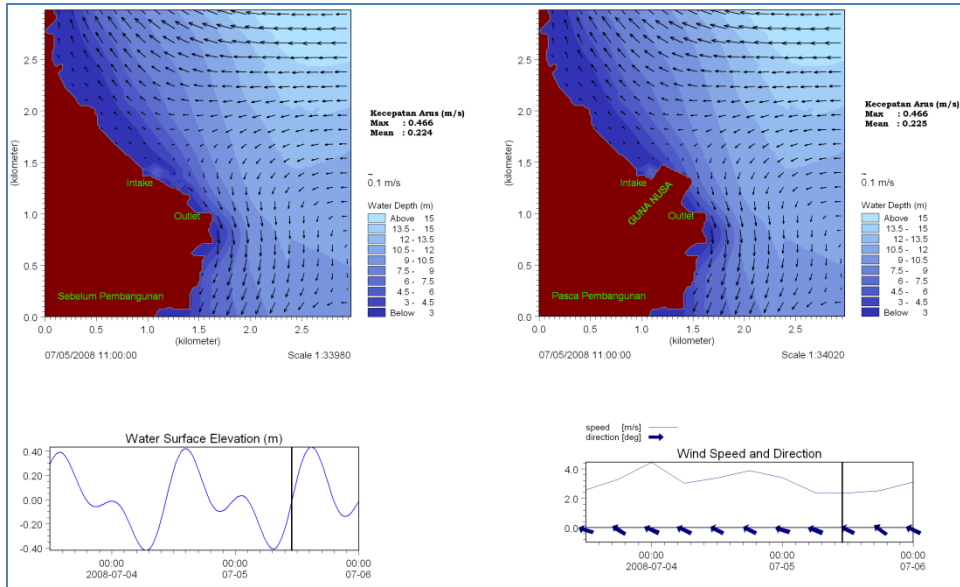 2.5
2.0
1.5
1.0
0.5
0.0
(kilometer)
0.0 0.5 1.0 1.5 2.0 2.5
(kilometer)
Intake
Outlet
Sebelum Pembangunan
07/05/2008 11:00:00 Scale 1:33980
Kecepatan Arus (m/s)
Max : 0.466
Mean : 0.224
0.1 m/s
Water Depth (m)
Above 15
13.5 - 15
12 - 13.5
10.5 - 12
9 - 10.5
7.5 - 9
6 - 7.5
4.5 - 6
3 - 4.5
Below 3
2.5
2.0
1.5
1.0
0.5
0.0
(kilometer)
0.0 0.5 1.0 1.5 2.0 2.5
(kilometer)
Intake
GUNA NUSA
Outlet
Pasca Pembangunan
07/05/2008 11:00:00 Scale 1:34020
Kecepatan Arus (m/s)
Max : 0.466
Mean : 0.225
0.1 m/s
Water Depth (m)
Above 15
13.5 - 15
12 - 13.5
10.5 - 12
9 - 10.5
7.5 - 9
6 - 7.5
4.5 - 6
3 - 4.5
Below 3
Water Surface Elevation (m)
0.40
0.20
0.00
-0.20
-0.40
00:00 00:00 00:00
2008-07-04 07-05 07-06
speed [m/s]
direction [deg]
Wind Speed and Direction
4.0
2.0
0.0
00:00 00:00 00:00
2008-07-04 07-05 07-06